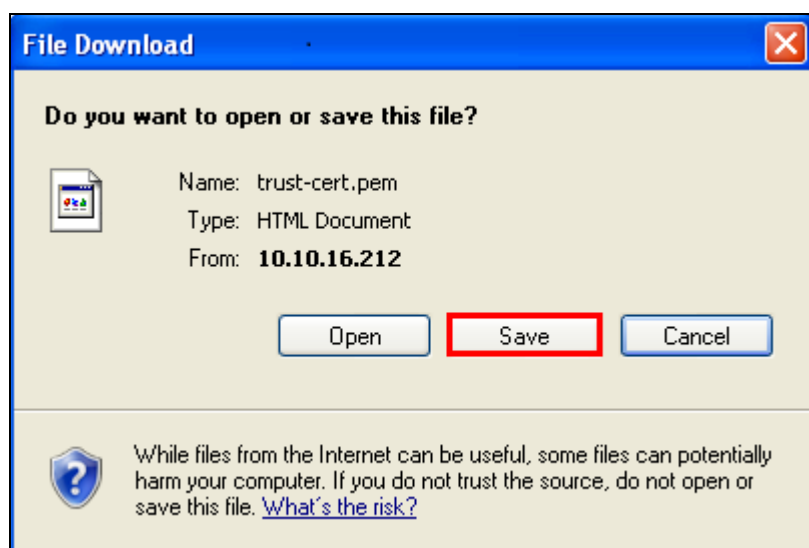 File Download
Do you want to open or save this file?
Name: trust-cert.pem
Type: HTML Document
From: 10.10.16.212
Open Save Cancel
While files from the Internet can be useful, some files can potentially
harm your computer. If you do not trust the source, do not open or
save this file. What's the risk?